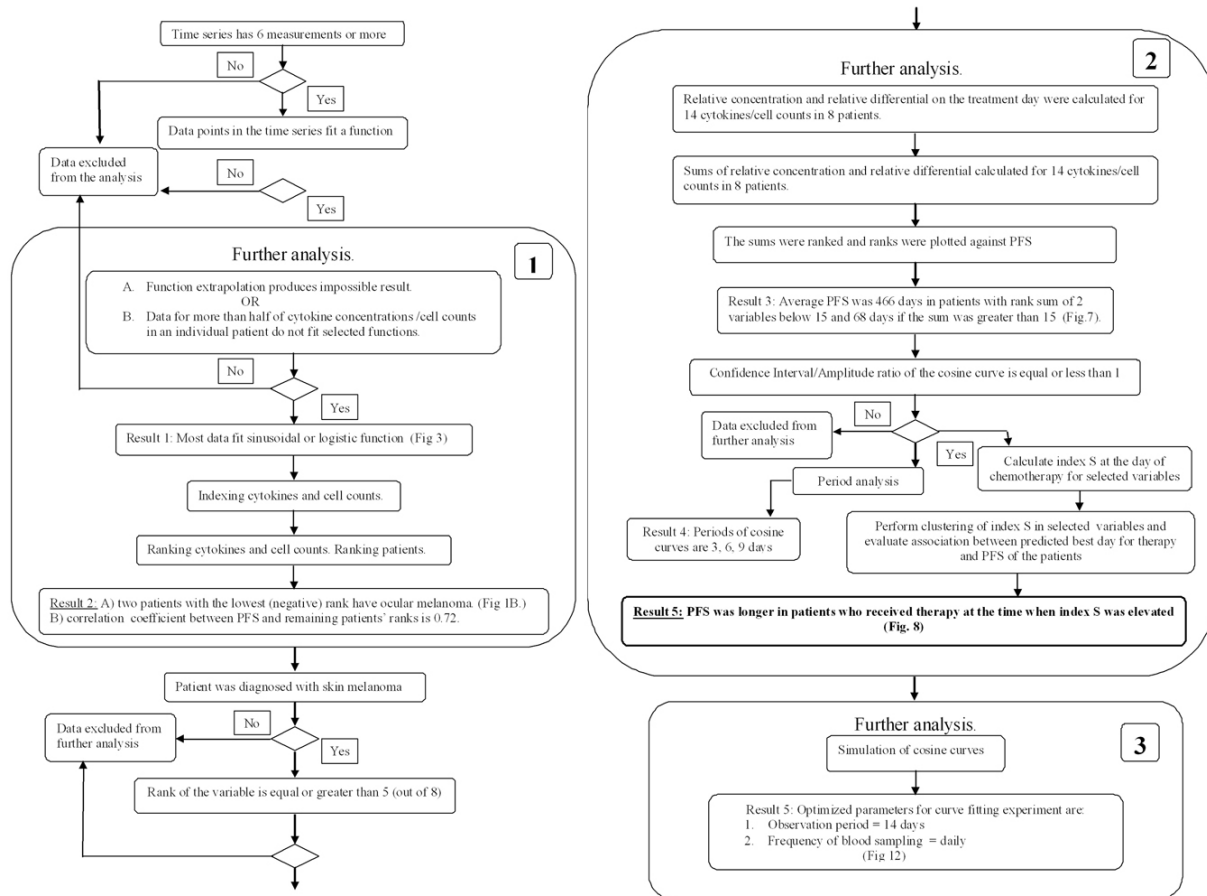 Time series has 6 measurements or more
No
Yes
Data points in the time series fit a function
Data excluded
from the analysis
No
Yes
Further analysis.
1
A. Function extrapolation produces impossible result.
OR
B. Data for more than half of cytokine concentrations /cell counts
in an individual patient do not fit selected functions.
No
Yes
Result 1: Most data fit sinusoidal or logistic function (Fig 3)
Indexing cytokines and cell counts.
Ranking cytokines and cell counts. Ranking patients.
Result 2: A) two patients with the lowest (negative) rank have ocular melanoma. (Fig 1B.)
B) correlation coefficient between PFS and remaining patients' ranks is 0.72.
Patient was diagnosed with skin melanoma
No
Data excluded from
further analysis
Yes
Rank of the variable is equal or greater than 5 (out of 8)
2
Further analysis.
Relative concentration and relative differential on the treatment day were calculated for
14 cytokines/cell counts in 8 patients.
Sums of relative concentration and relative differential calculated for 14 cytokines/cell
counts in 8 patients.
The sums were ranked and ranks were plotted against PFS
Result 3: Average PFS was 466 days in patients with rank sum of 2
variables below 15 and 68 days if the sum was greater than 15 (Fig.7).
Confidence Interval/Amplitude ratio of the cosine curve is equal or less than 1
No
Data excluded from
further analysis
Yes
Calculate index S at the day of
chemotherapy for selected variables
Period analysis
Result 4: Periods of cosine
curves are 3, 6, 9 days
Perform clustering of index S in selected variables and
evaluate association between predicted best day for therapy
and PFS of the patients
Result 5: PFS was longer in patients who received therapy at the time when index S was elevated
(Fig. 8)
Further analysis.
3
Simulation of cosine curves
Result 5: Optimized parameters for curve fitting experiment are:
1. Observation period = 14 days
2. Frequency of blood sampling = daily
(Fig 12)